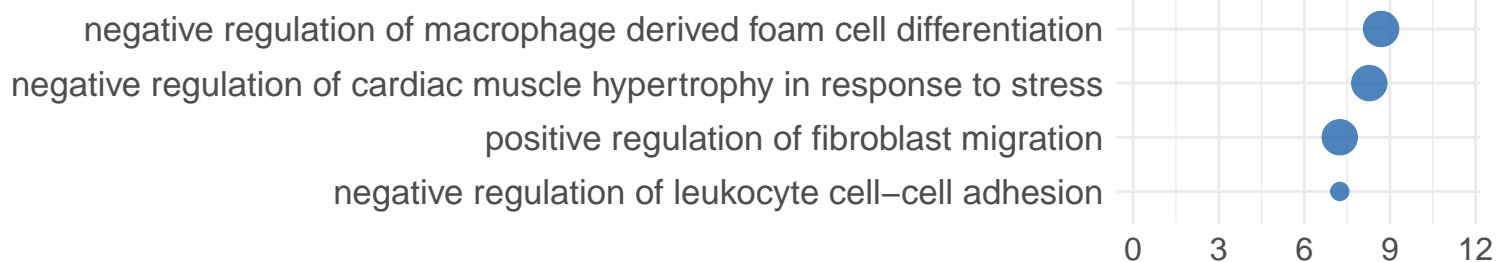 negative regulation of macrophage derived foam cell differentiation
negative regulation of cardiac muscle hypertrophy in response to stress
positive regulation of fibroblast migration
negative regulation of leukocyte cell−cell adhesion
0 3 6 9 12